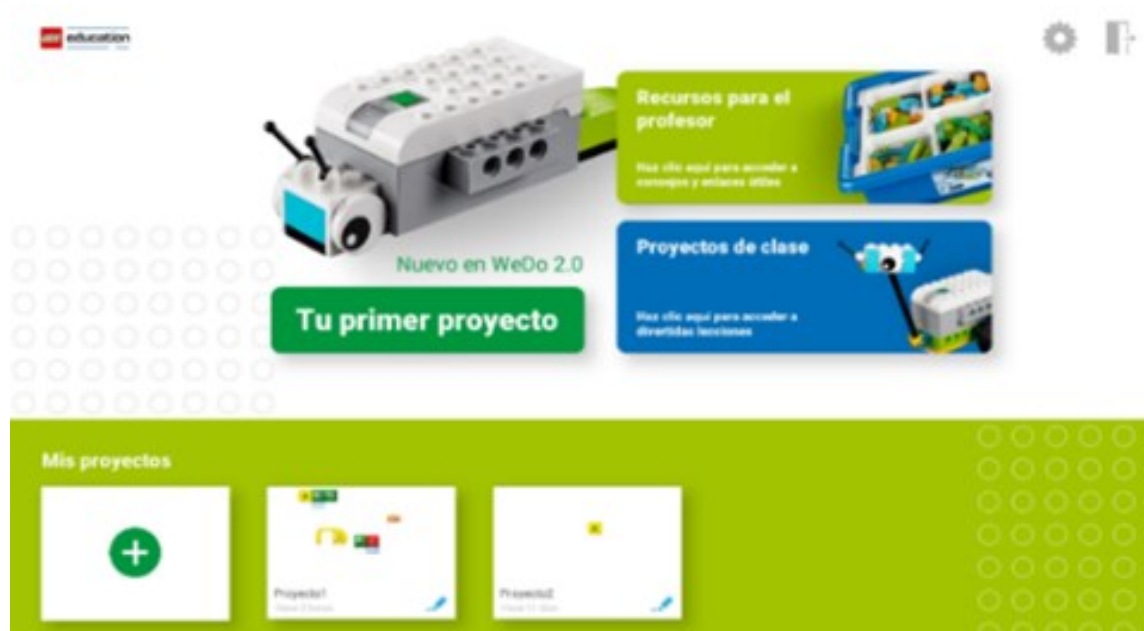 education
Recursos para el
profesor
Haz clic aquí para acceder a
consejos y enlaces útiles
Nuevo en WeDo 2.0
Tu primer proyecto
Proyectos de clase
Haz clic aquí para acceder a
divertidas lecciones
Mis proyectos
Proyecto1
Proyecto2